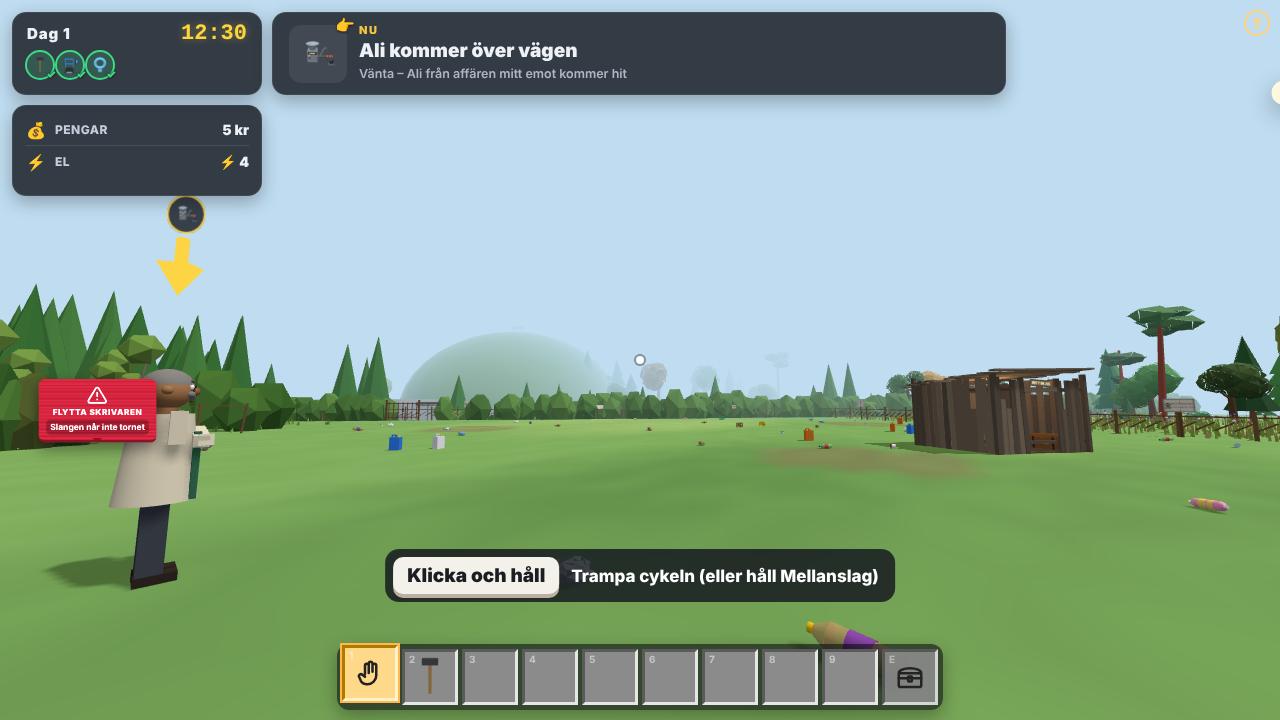 Dag 1
12:30
NU
Ali kommer över vägen
Vänta – Ali från affären mitt emot kommer hit
PENGAR
5 kr
EL
4
FLYTTA SKRIVAREN
Slangen når inte tornet
Klicka och håll
Trampa cykeln (eller håll Mellanslag)
1
2
3
4
5
6
7
8
9
E